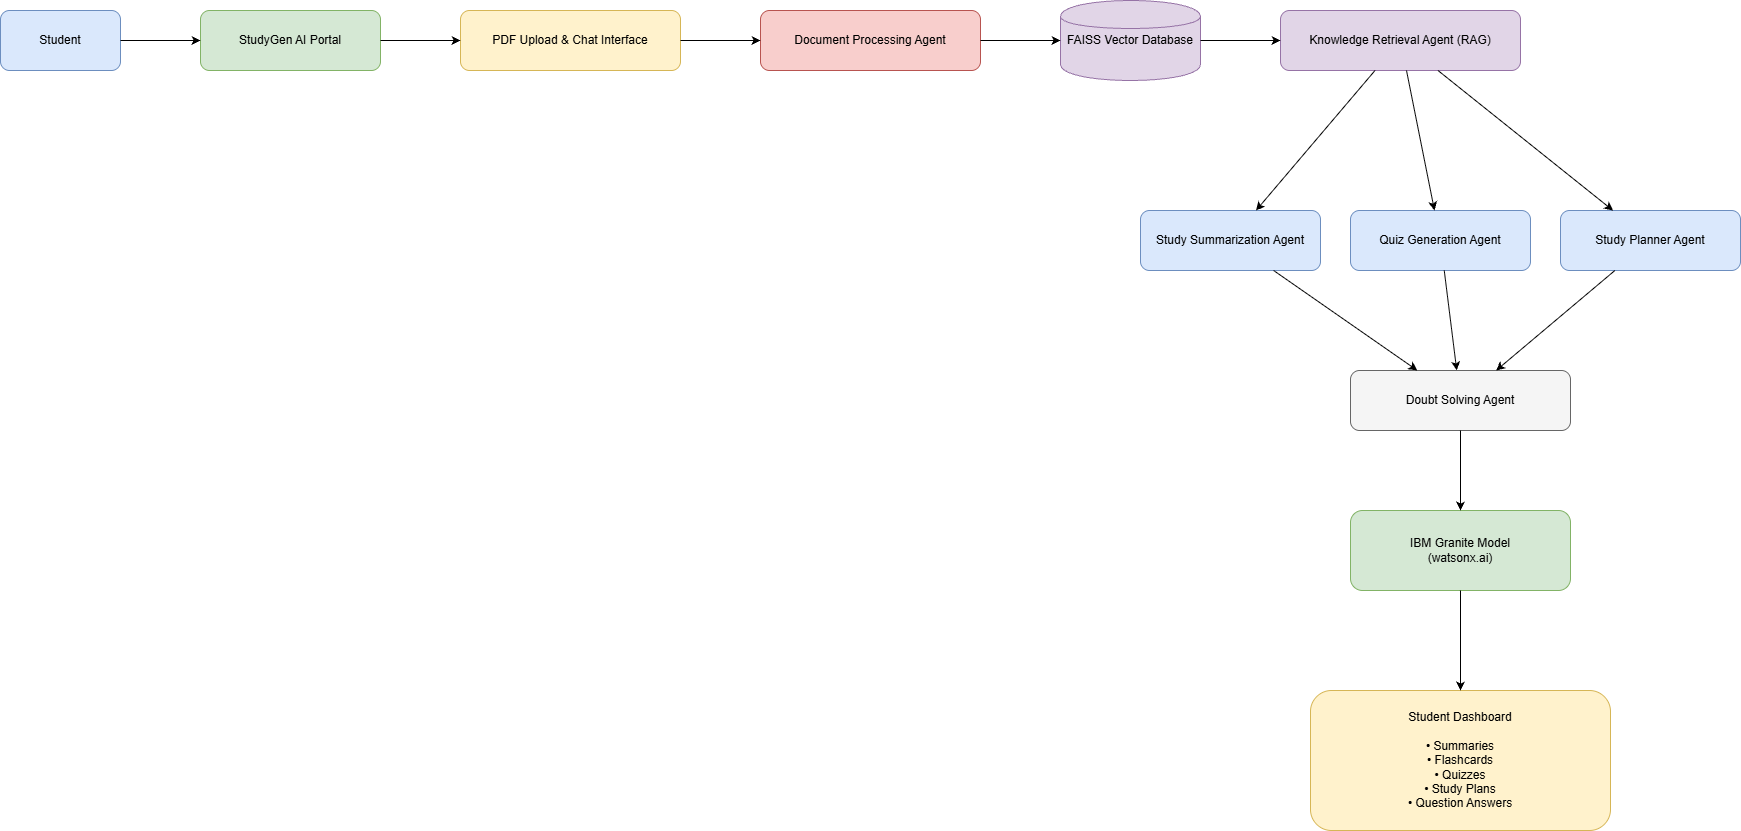 Student
StudyGen AI Portal
PDF Upload & Chat Interface
Document Processing Agent
FAISS Vector Database
Knowledge Retrieval Agent (RAG)
Study Summarization Agent
Quiz Generation Agent
Study Planner Agent
Doubt Solving Agent
IBM Granite Model
(watsonx.ai)
Student Dashboard
• Summaries
• Flashcards
• Quizzes
• Study Plans
• Question Answers